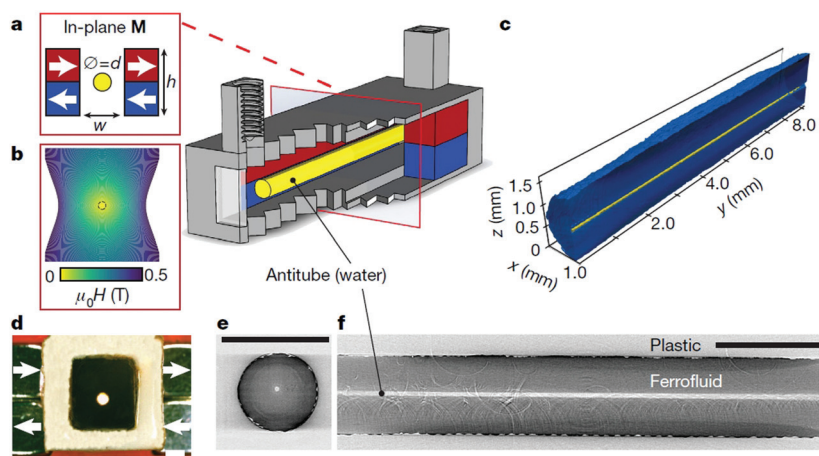 a
In-plane M
∅=d
h
w
b
0 0.5
μ0H (T)
Antitube (water)
c
1.5
1.0
0.5
0
z (mm)
x (mm)
1.0
2.0
4.0
6.0
8.0
y (mm)
d
e
f
Plastic
Ferrofluid